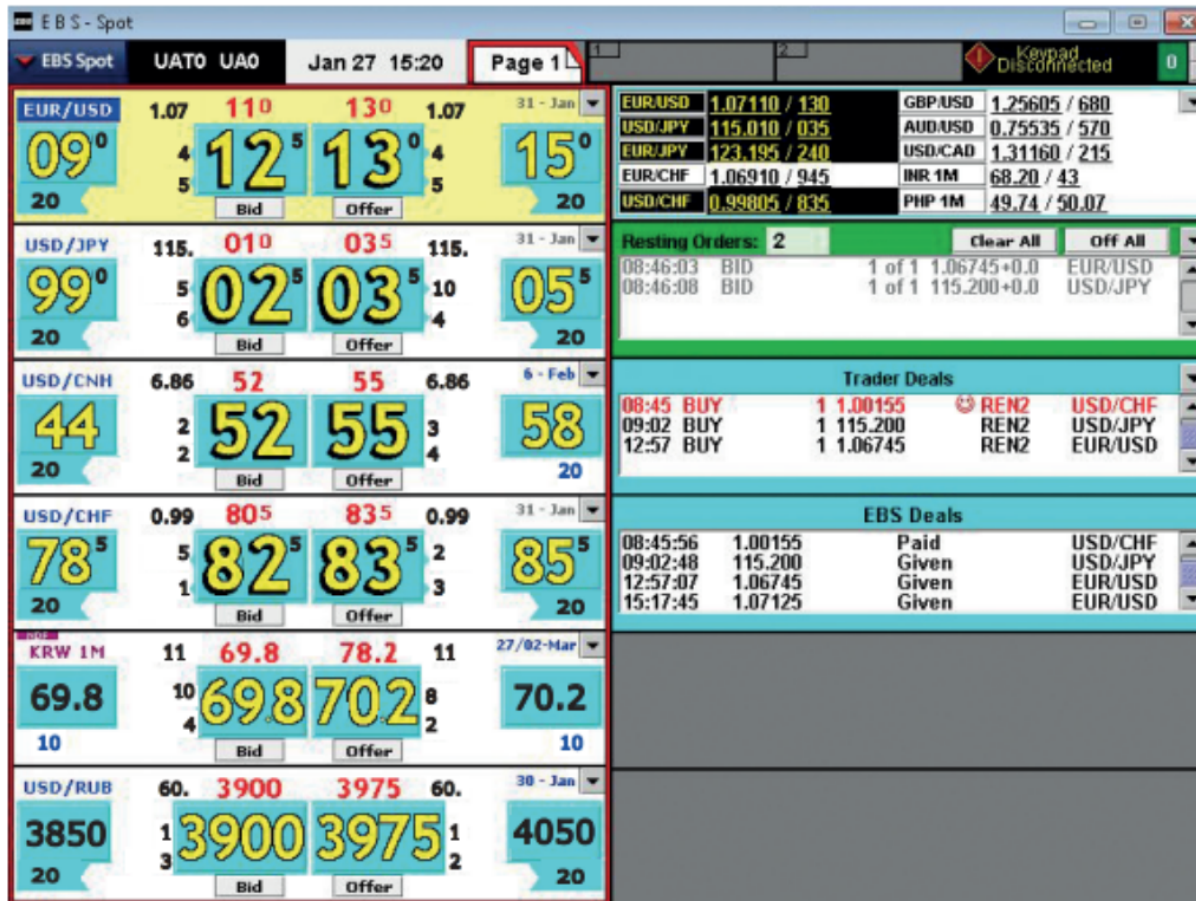 EBS E B S - Spot
EBS Spot UAT0 UA0 Jan 27 15:20 Page 1 1 2 Keypad Disconnected 0
EUR/USD 1.07 110 130 1.07 31 - Jan
090 4 125 130 4 150
5 5
20 Bid Offer 20
USD/JPY 115. 010 035 115. 31 - Jan
990 5 025 035 10 055
6 4
20 Bid Offer 20
USD/CNH 6.86 52 55 6.86 6 - Feb
44 2 52 55 3 58
2 4
20 Bid Offer 20
USD/CHF 0.99 805 835 0.99 31 - Jan
785 5 825 835 2 855
1 3
20 Bid Offer 20
KRW 1M 11 69.8 78.2 11 27/02-Mar
69.8 10 69.8 70.2 8 70.2
4 2
10 Bid Offer 10
USD/RUB 60. 3900 3975 60. 30 - Jan
3850 1 3900 3975 1 4050
3 2
20 Bid Offer 20
EUR/USD 1.07110 / 130 GBP/USD 1.25605 / 680
USD/JPY 115.010 / 035 AUD/USD 0.75535 / 570
EUR/JPY 123.195 / 240 USD/CAD 1.31160 / 215
EUR/CHF 1.06910 / 945 INR 1M 68.20 / 43
USD/CHF 0.99805 / 835 PHP 1M 49.74 / 50.07
Resting Orders: 2 Clear All Off All
08:46:03 BID 1 of 1 1.06745+0.0 EUR/USD
08:46:08 BID 1 of 1 115.200+0.0 USD/JPY
Trader Deals
08:45 BUY 1 1.00155 REN2 USD/CHF
09:02 BUY 1 115.200 REN2 USD/JPY
12:57 BUY 1 1.06745 REN2 EUR/USD
EBS Deals
08:45:56 1.00155 Paid USD/CHF
09:02:48 115.200 Given USD/JPY
12:57:07 1.06745 Given EUR/USD
15:17:45 1.07125 Given EUR/USD